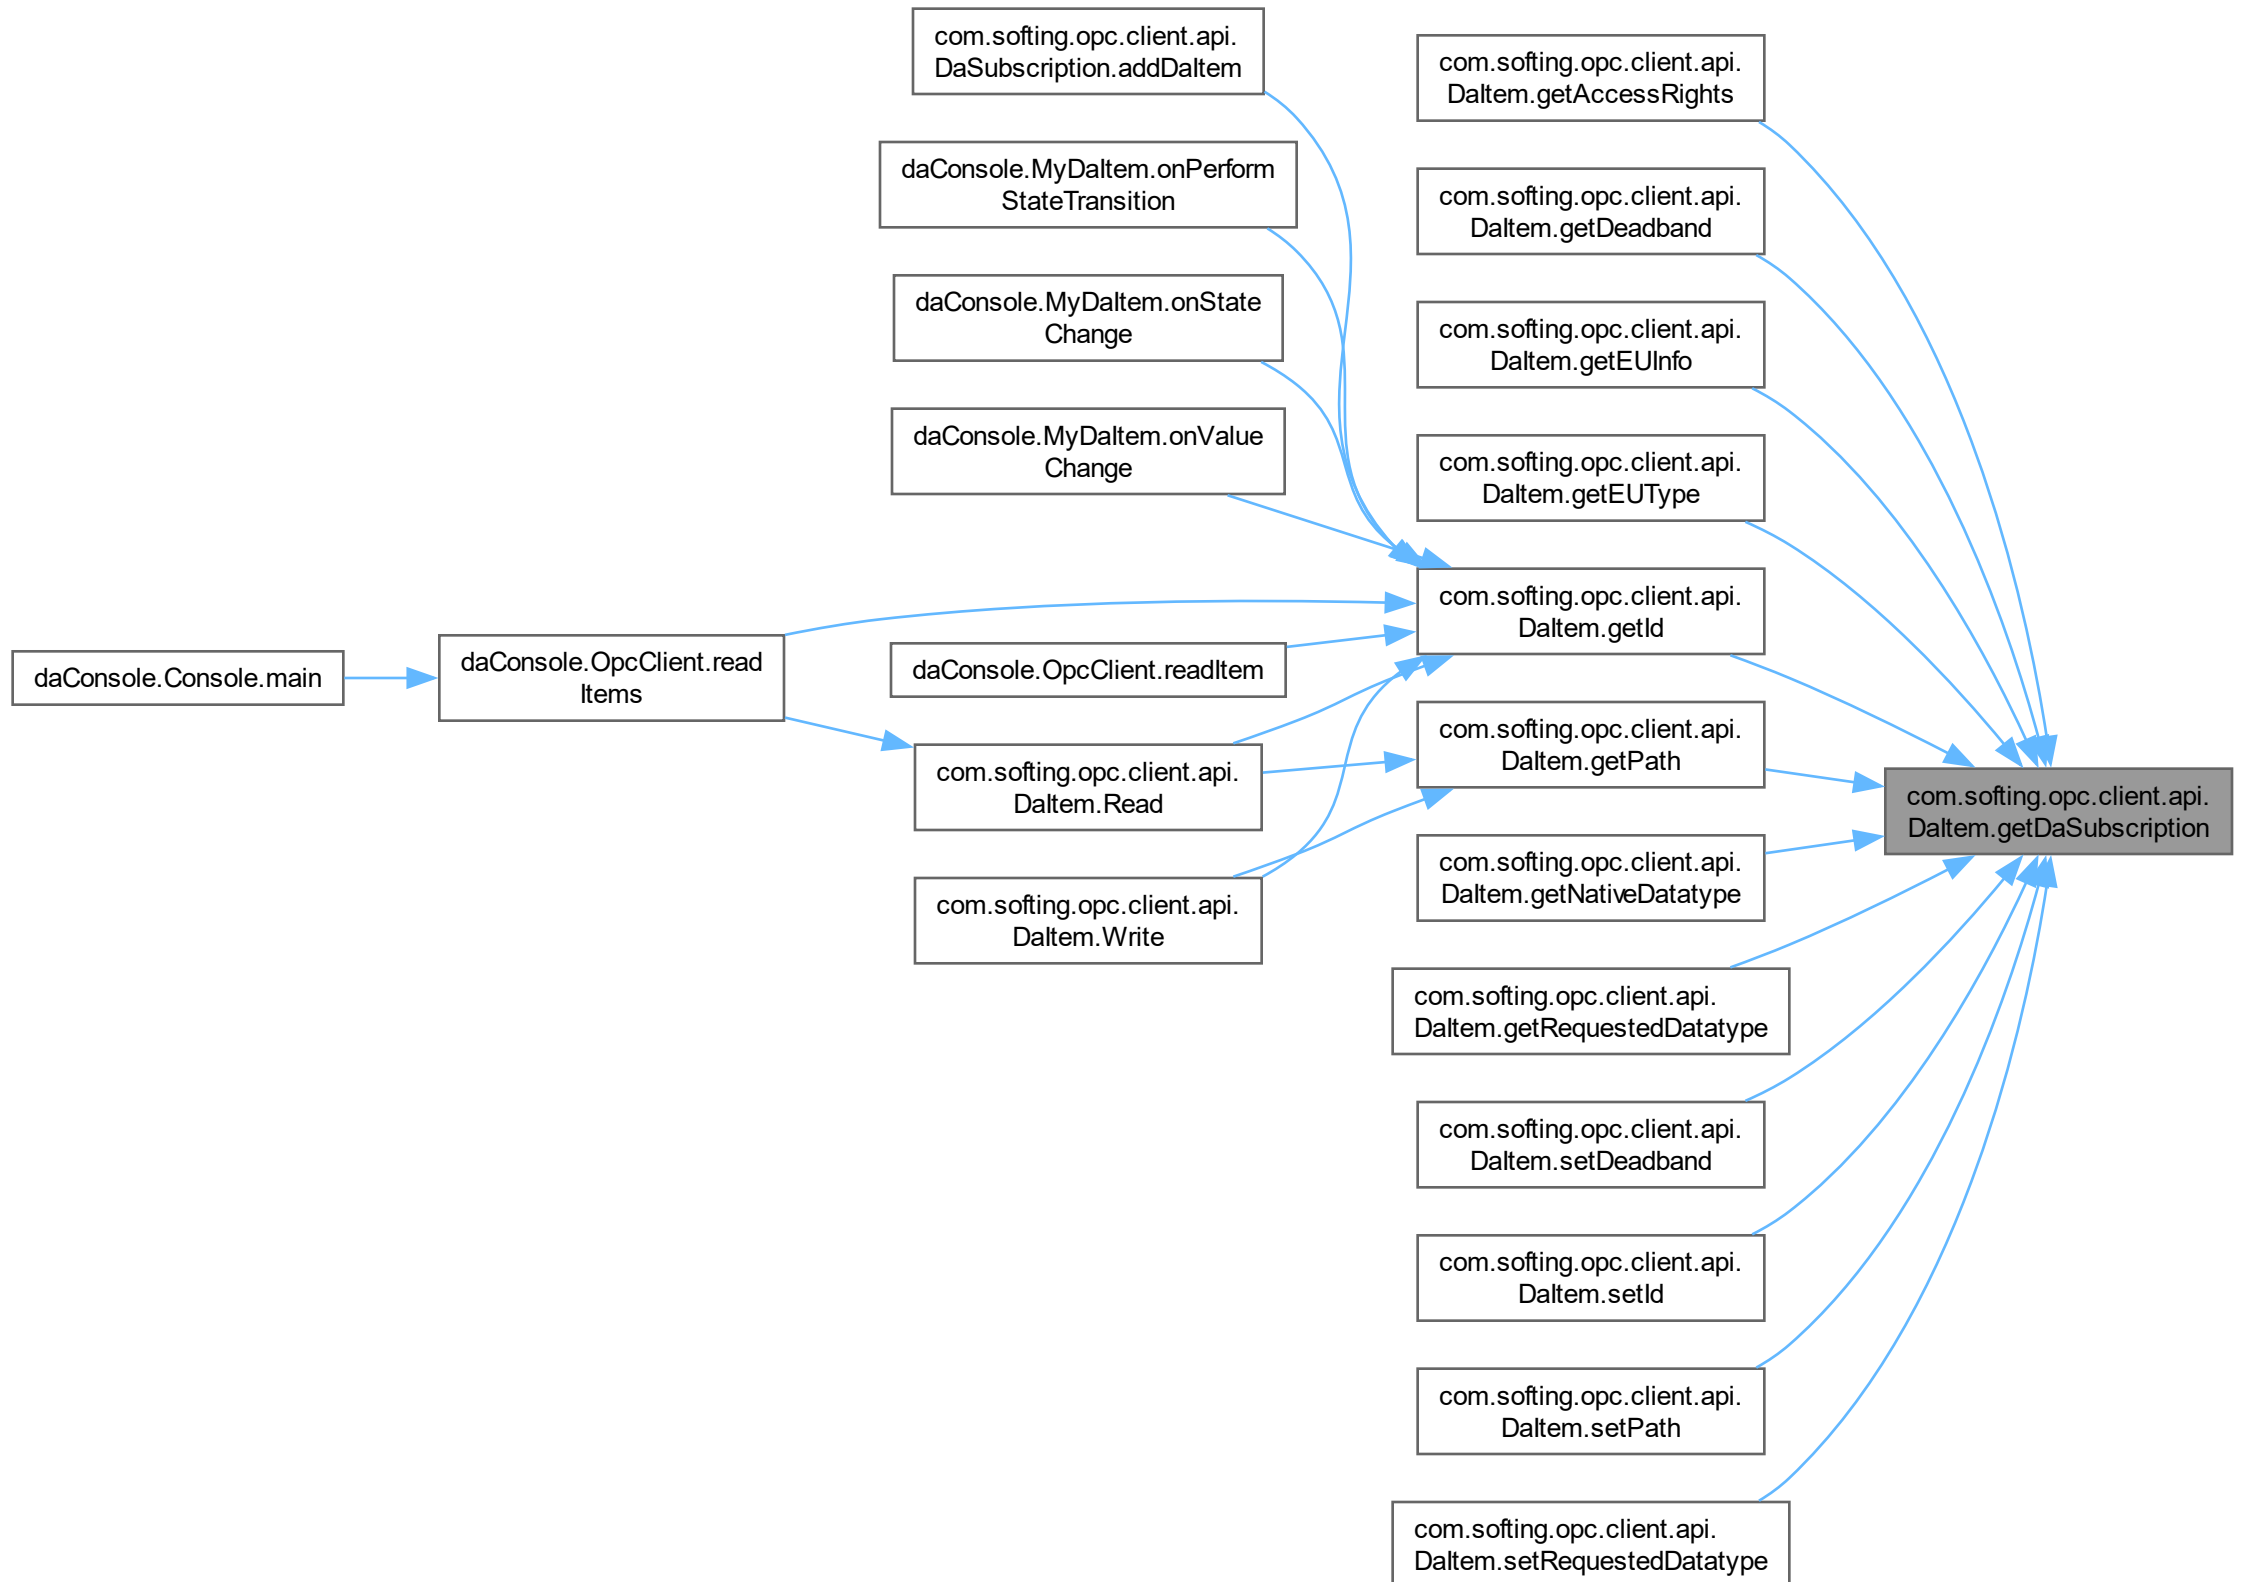 com.softing.opc.client.api.
DaSubscription.addDaItem
daConsole.MyDaItem.onPerform
StateTransition
daConsole.MyDaItem.onState
Change
daConsole.MyDaItem.onValue
Change
daConsole.Console.main
daConsole.OpcClient.read
Items
daConsole.OpcClient.readItem
com.softing.opc.client.api.
DaItem.Read
com.softing.opc.client.api.
DaItem.Write
com.softing.opc.client.api.
DaItem.getAccessRights
com.softing.opc.client.api.
DaItem.getDeadband
com.softing.opc.client.api.
DaItem.getEUInfo
com.softing.opc.client.api.
DaItem.getEUType
com.softing.opc.client.api.
DaItem.getId
com.softing.opc.client.api.
DaItem.getPath
com.softing.opc.client.api.
DaItem.getNativeDatatype
com.softing.opc.client.api.
DaItem.getRequestedDatatype
com.softing.opc.client.api.
DaItem.setDeadband
com.softing.opc.client.api.
DaItem.setId
com.softing.opc.client.api.
DaItem.setPath
com.softing.opc.client.api.
DaItem.setRequestedDatatype
com.softing.opc.client.api.
DaItem.getDaSubscription